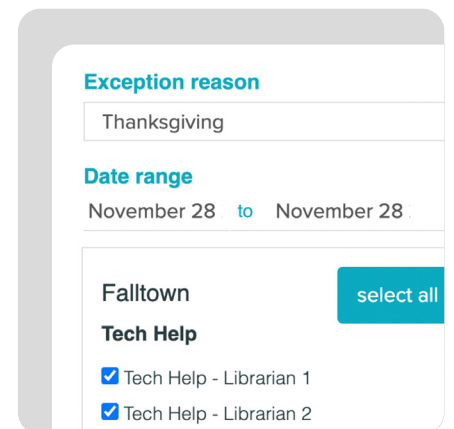 Exception reason
Thanksgiving
Date range
November 28 to November 28
Falltown
select all
Tech Help
Tech Help - Librarian 1
Tech Help - Librarian 2